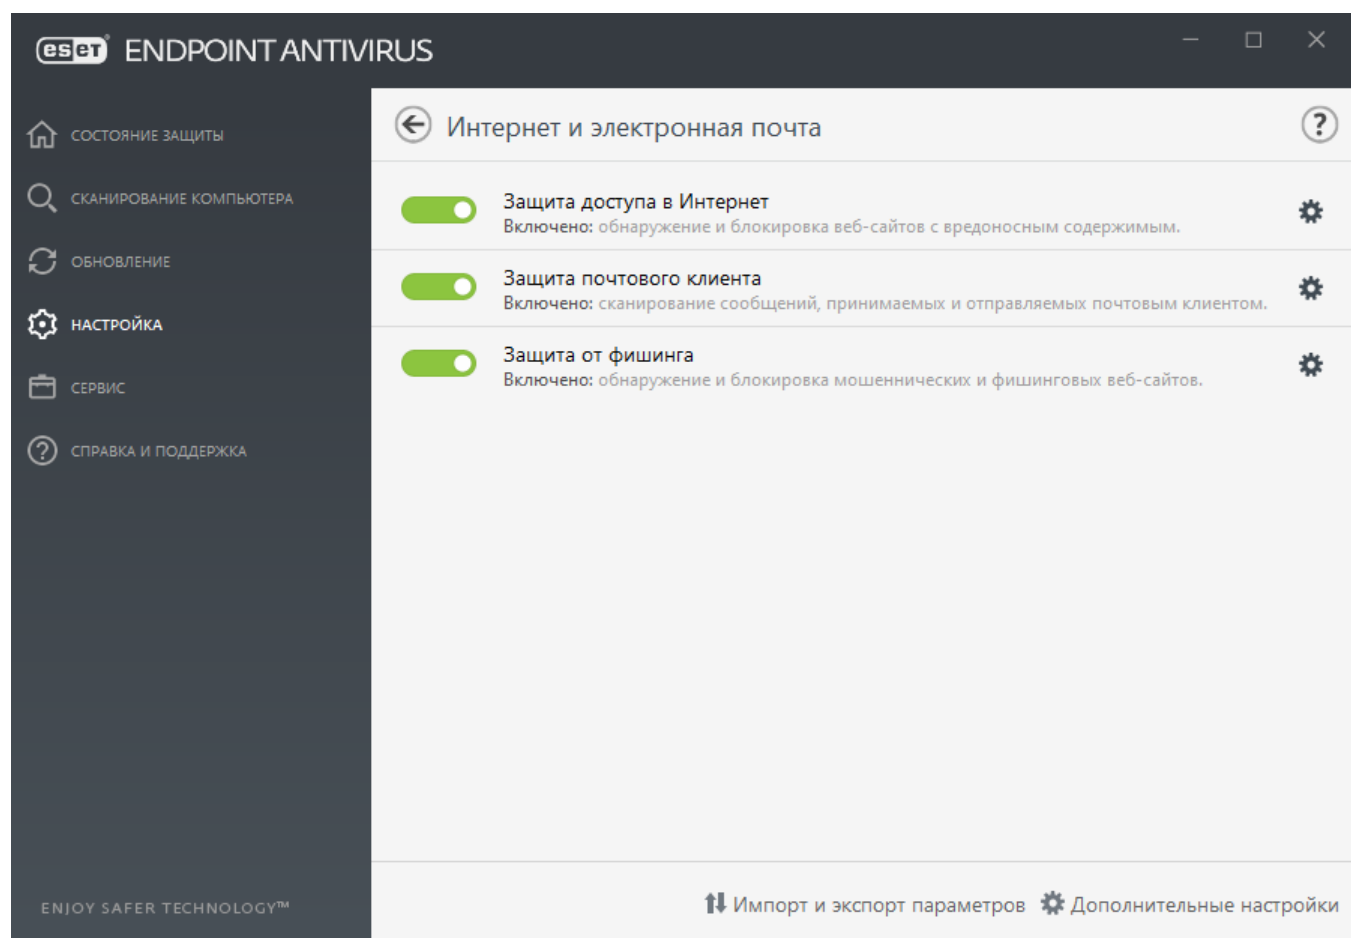 eset ENDPOINT ANTIVIRUS
СОСТОЯНИЕ ЗАЩИТЫ
СКАНИРОВАНИЕ КОМПЬЮТЕРА
ОБНОВЛЕНИЕ
НАСТРОЙКА
СЕРВИС
СПРАВКА И ПОДДЕРЖКА
ENJOY SAFER TECHNOLOGY™
Интернет и электронная почта
?
Защита доступа в Интернет
Включено: обнаружение и блокировка веб-сайтов с вредоносным содержимым.
Защита почтового клиента
Включено: сканирование сообщений, принимаемых и отправляемых почтовым клиентом.
Защита от фишинга
Включено: обнаружение и блокировка мошеннических и фишинговых веб-сайтов.
Импорт и экспорт параметров Дополнительные настройки